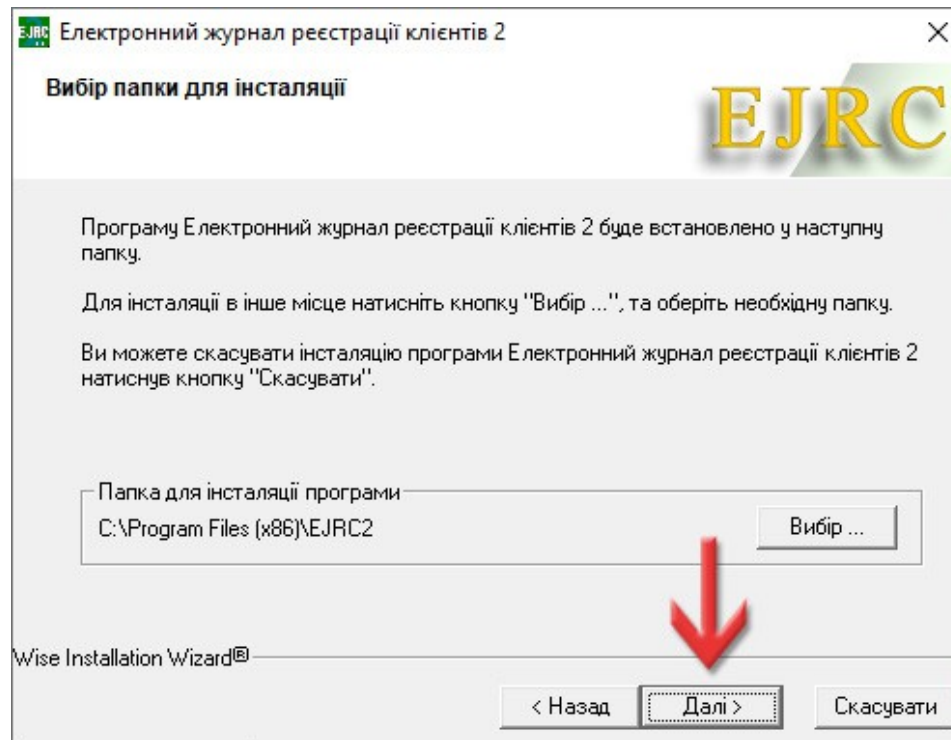 Електронний журнал реєстрації клієнтів 2
Вибір папки для інсталяції
EJRC
Програму Електронний журнал реєстрації клієнтів 2 буде встановлено у наступну
папку.
Для інсталяції в інше місце натисніть кнопку "Вибір ...", та оберіть необхідну папку.
Ви можете скасувати інсталяцію програми Електронний журнал реєстрації клієнтів 2
натиснув кнопку "Скасувати".
Папка для інсталяції програми
C:\Program Files (x86)\EJRC2
Вибір ...
Wise Installation Wizard®
< Назад
Далі >
Скасувати